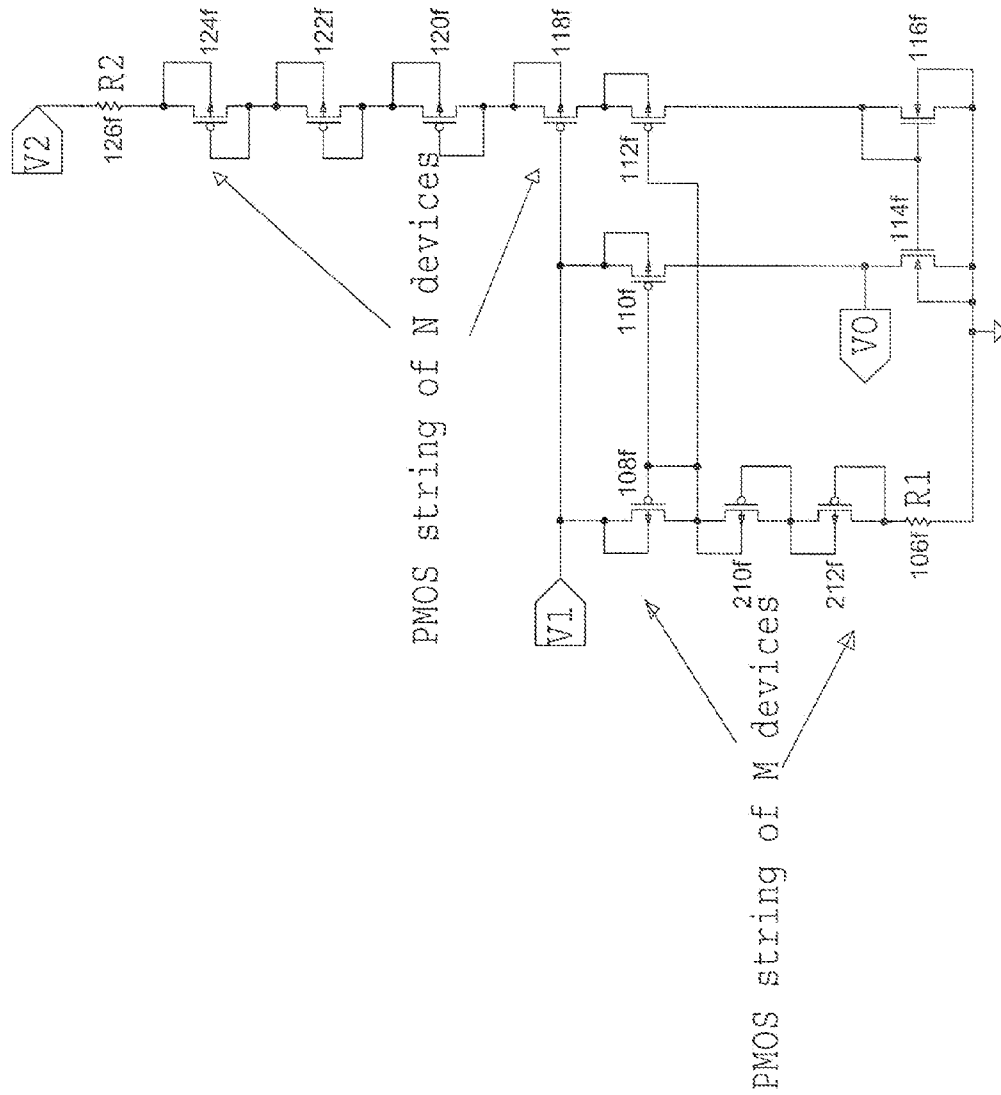 V2
126f
R2
124f
122f
120f
118f
PMOS string of N devices
112f
110f
116f
114f
V1
108f
VO
210f
212f
106f
R1
PMOS string of M devices